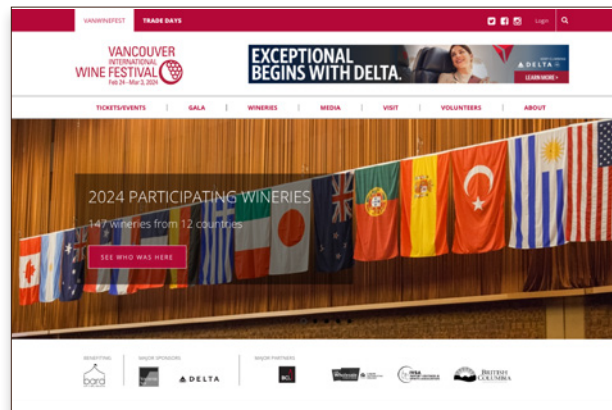 VANWINEFEST TRADE DAYS Login
VANCOUVER
INTERNATIONAL
WINE FESTIVAL
Feb 24 - Mar 3, 2024
EXCEPTIONAL
BEGINS WITH DELTA.
DELTA
LEARN MORE >
TICKETS/EVENTS | GALA | WINERIES | MEDIA | VISIT | VOLUNTEERS | ABOUT
2024 PARTICIPATING WINERIES
147 wineries from 12 countries
SEE WHO WAS HERE
BENEFITING MAJOR SPONSORS MAJOR PARTNERS
bard
DELTA
BRITISH
COLUMBIA